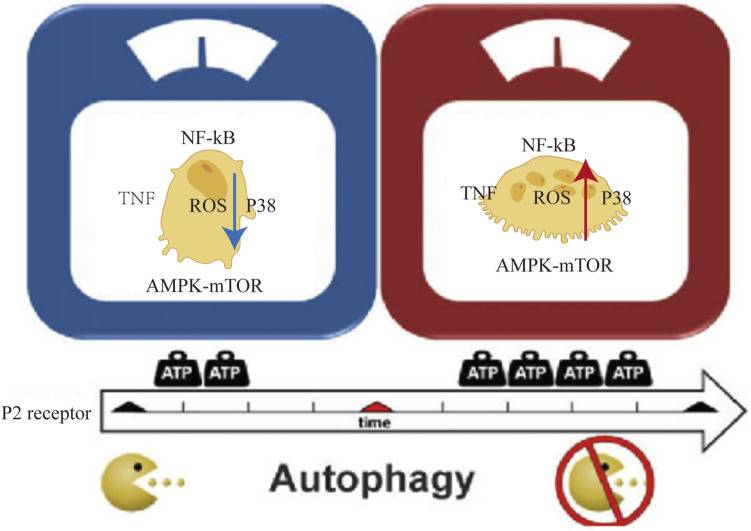 NF-kB
TNF
ROS
P38
AMPK-mTOR
NF-kB
TNF
ROS
P38
AMPK-mTOR
ATP ATP
ATP ATP ATP ATP
P2 receptor
time
Autophagy